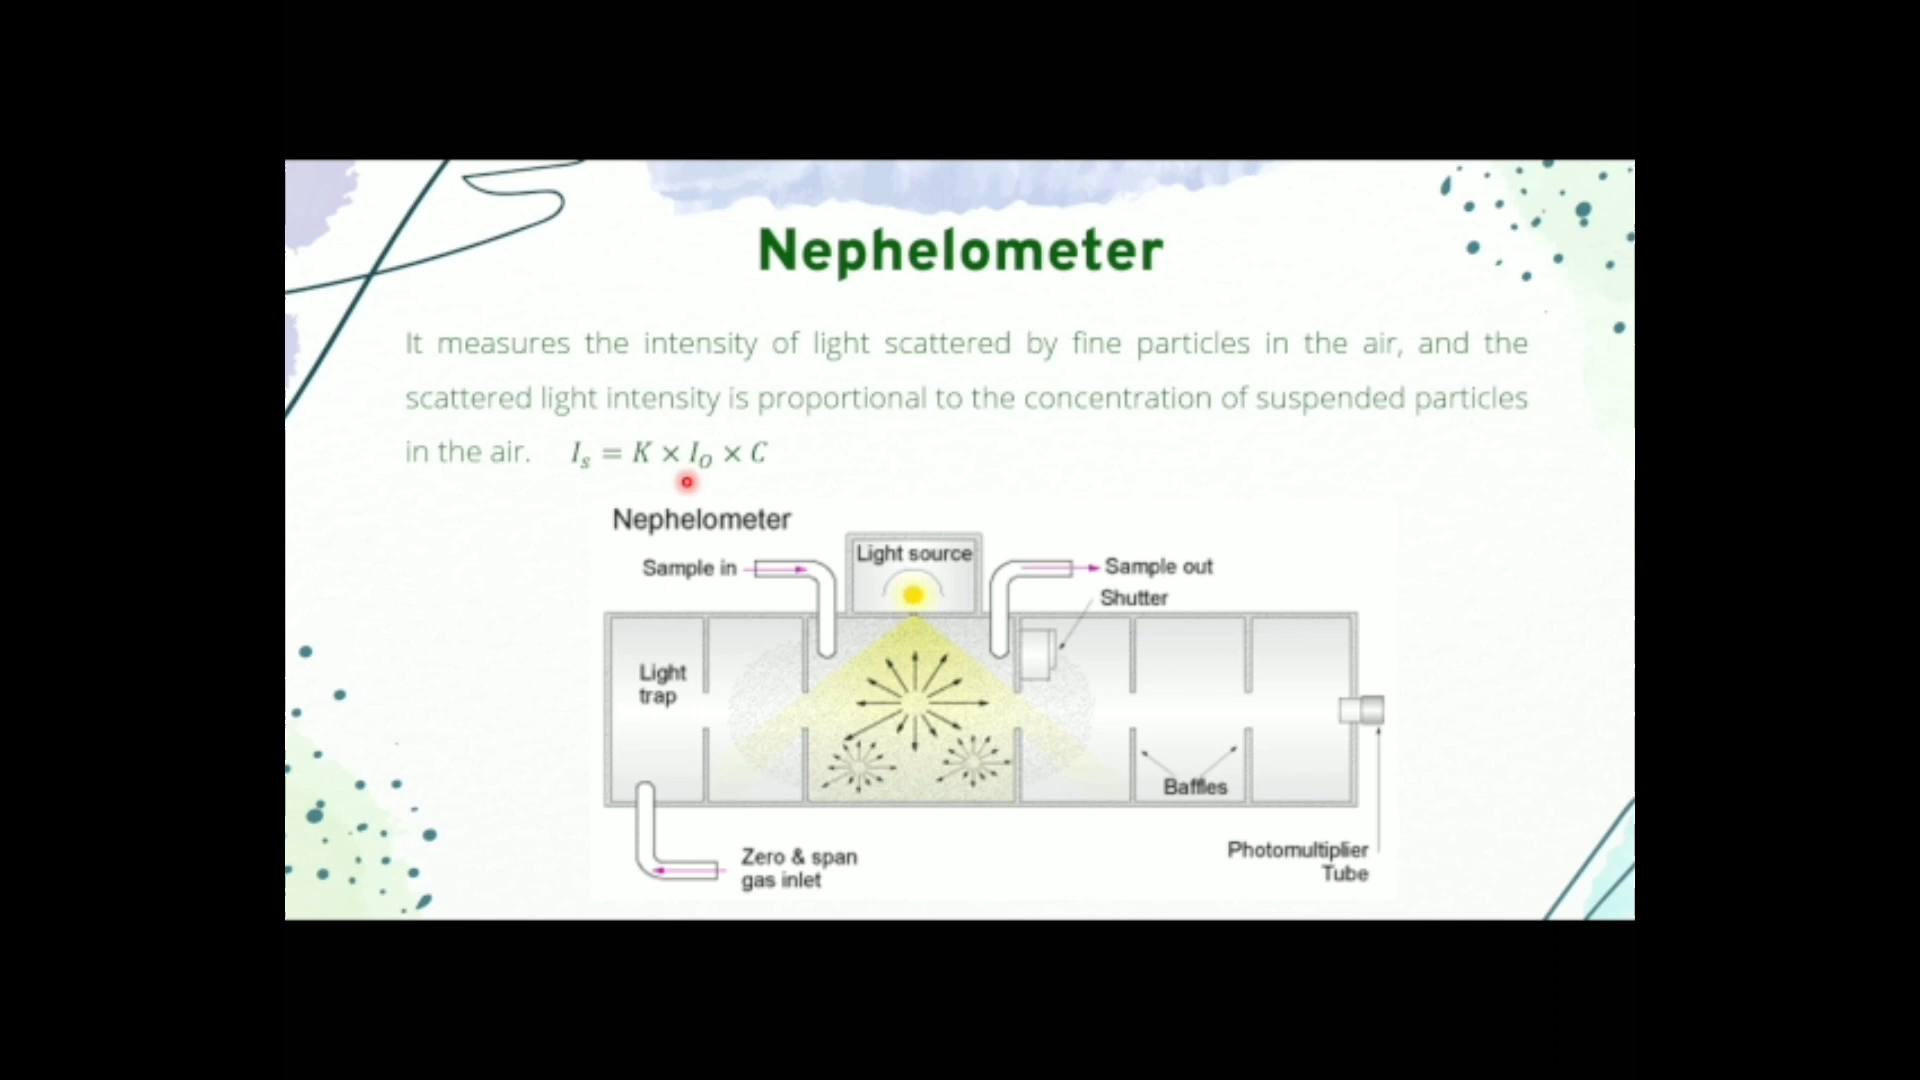 Nephelometer
It measures the intensity of light scattered by fine particles in the air, and the
scattered light intensity is proportional to the concentration of suspended particles
in the air. Iₛ = K × I_O × C
Nephelometer
Light source
Sample in
Sample out
Shutter
Light
trap
Baffles
Zero & span
gas inlet
Photomultiplier
Tube